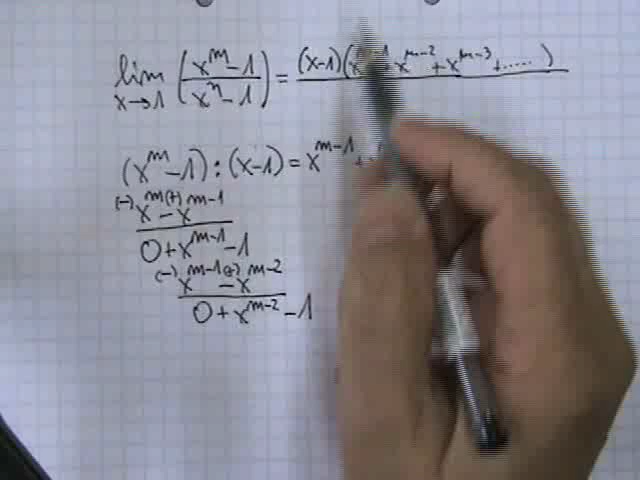 lim x→1 (x^m - 1 / x^n - 1) = (x-1)(x^m-1 + x^m-2 + x^m-3 + .....)
(x^m - 1) : (x-1) = x^m-1 +
(-) x^m (+) - x^m-1
0 + x^m-1 - 1
(-) x^m-1 (+) - x^m-2
0 + x^m-2 - 1